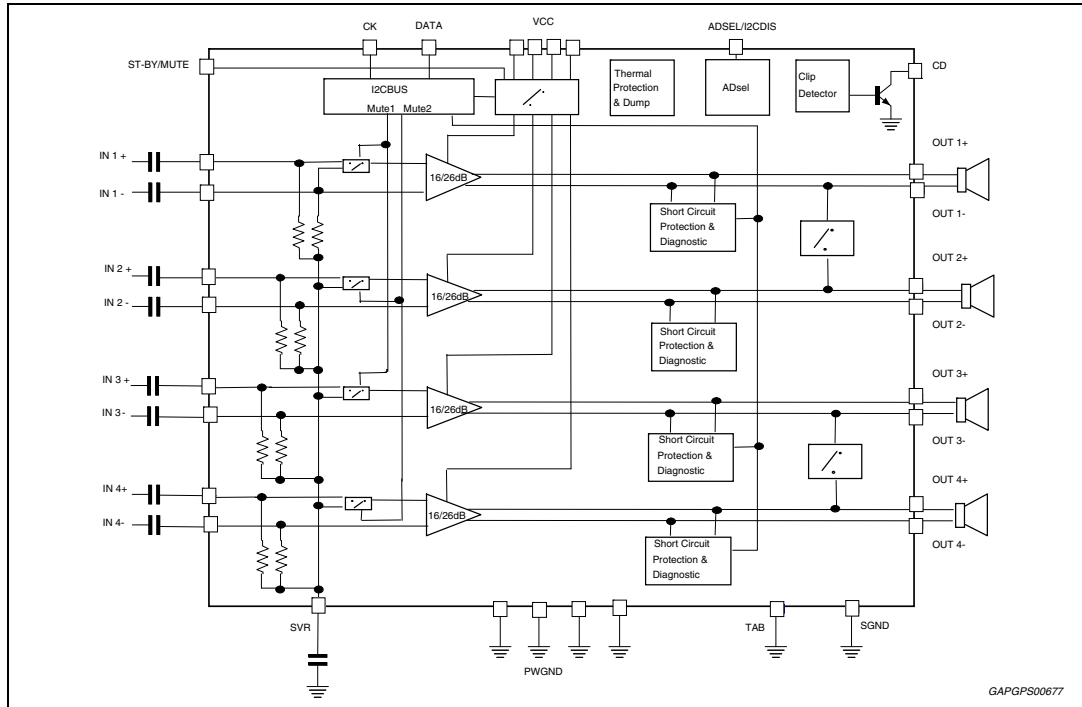 CK
DATA
VCC
ADSEL/I2CDIS
ST-BY/MUTE
CD
I2CBUS
Mute1 Mute2
Thermal
Protection
& Dump
ADsel
Clip
Detector
IN 1 +
IN 1 -
16/26dB
Short Circuit
Protection &
Diagnostic
OUT 1+
OUT 1-
IN 2 +
IN 2 -
16/26dB
Short Circuit
Protection &
Diagnostic
OUT 2+
OUT 2-
IN 3 +
IN 3 -
16/26dB
Short Circuit
Protection &
Diagnostic
OUT 3+
OUT 3-
IN 4+
IN 4-
16/26dB
Short Circuit
Protection &
Diagnostic
OUT 4+
OUT 4-
SVR
PWGND
TAB
SGND
GAPGPS00677